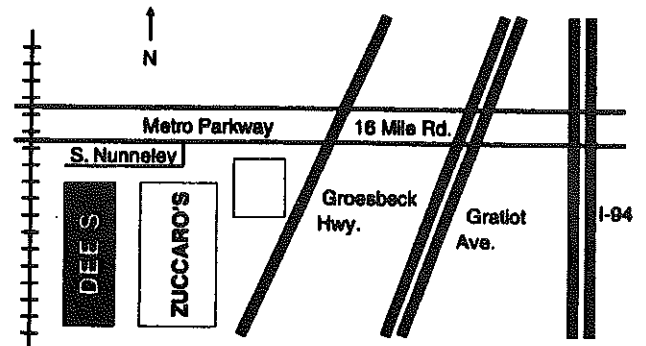 N
Metro Parkway
16 Mile Rd.
S. Nunneley
DEE S
ZUCCARO'S
Groesbeck
Hwy.
Gratiot
Ave.
I-94